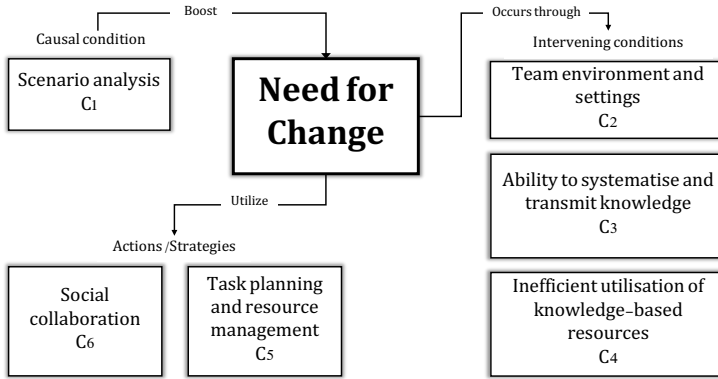 Boost
Causal condition
Scenario analysis
C1
Need for
Change
Occurs through
Intervening conditions
Team environment and
settings
C2
Ability to systematise and
transmit knowledge
C3
Inefficient utilisation of
knowledge-based
resources
C4
Utilize
Actions /Strategies
Social
collaboration
C6
Task planning
and resource
management
C5